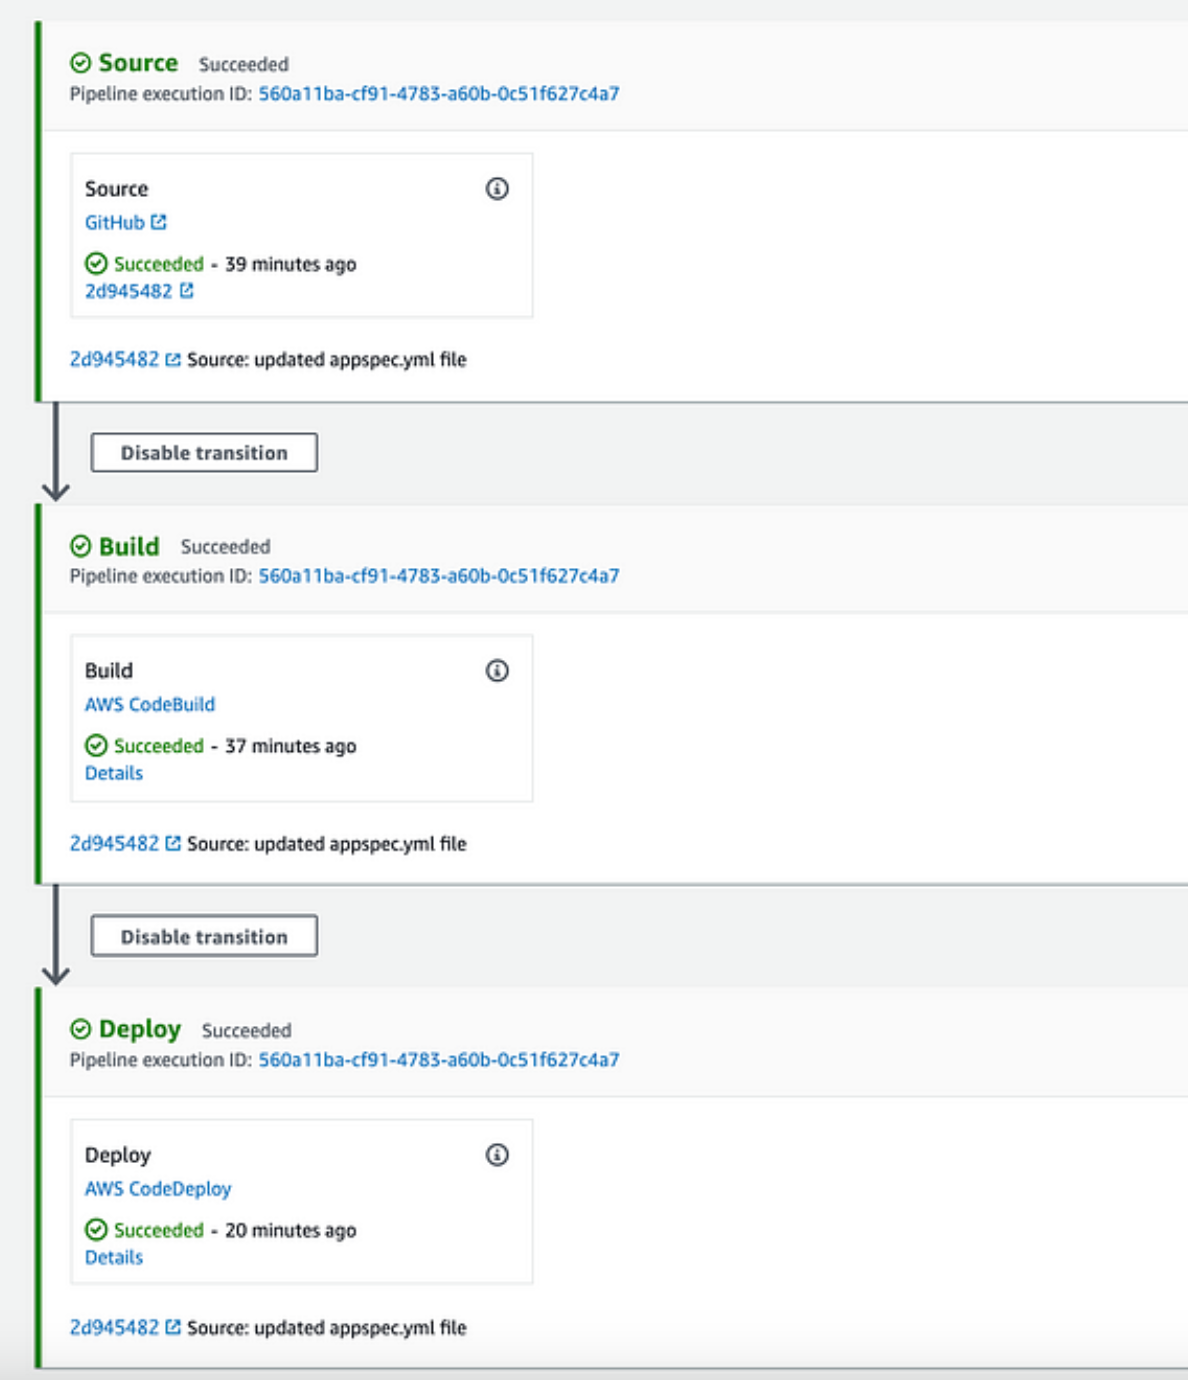 Source Succeeded
Pipeline execution ID: 560a11ba-cf91-4783-a60b-0c51f627c4a7
Source
GitHub
Succeeded - 39 minutes ago
2d945482
2d945482 Source: updated appspec.yml file
Disable transition
Build Succeeded
Pipeline execution ID: 560a11ba-cf91-4783-a60b-0c51f627c4a7
Build
AWS CodeBuild
Succeeded - 37 minutes ago
Details
2d945482 Source: updated appspec.yml file
Disable transition
Deploy Succeeded
Pipeline execution ID: 560a11ba-cf91-4783-a60b-0c51f627c4a7
Deploy
AWS CodeDeploy
Succeeded - 20 minutes ago
Details
2d945482 Source: updated appspec.yml file